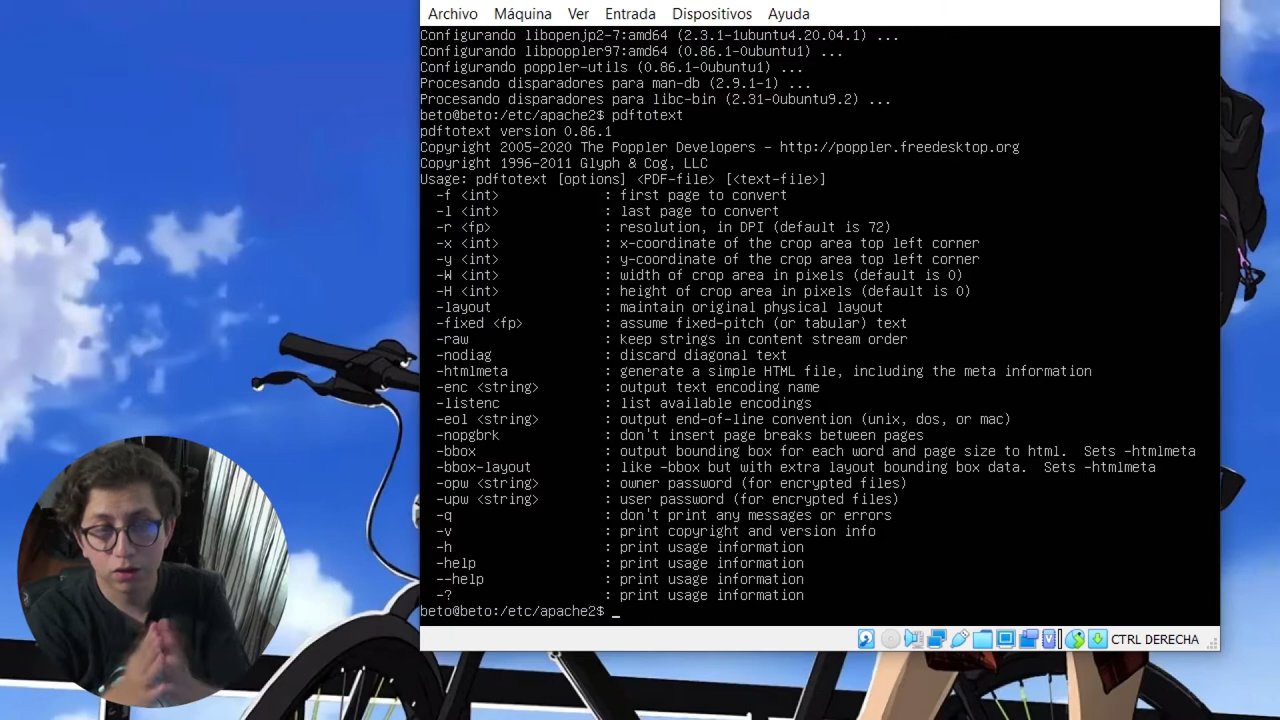 Archivo Máquina Ver Entrada Dispositivos Ayuda
Configurando libopenjp2-7:amd64 (2.3.1-1ubuntu4.20.04.1) ...
Configurando libpoppler97:amd64 (0.86.1-0ubuntu1) ...
Configurando poppler-utils (0.86.1-0ubuntu1) ...
Procesando disparadores para man-db (2.9.1-1) ...
Procesando disparadores para libc-bin (2.31-0ubuntu9.2) ...
beto@beto:/etc/apache2$ pdftotext
pdftotext version 0.86.1
Copyright 2005-2020 The Poppler Developers - http://poppler.freedesktop.org
Copyright 1996-2011 Glyph & Cog, LLC
Usage: pdftotext [options] <PDF-file> [<text-file>]
-f <int> : first page to convert
-l <int> : last page to convert
-r <fp> : resolution, in DPI (default is 72)
-x <int> : x-coordinate of the crop area top left corner
-y <int> : y-coordinate of the crop area top left corner
-W <int> : width of crop area in pixels (default is 0)
-H <int> : height of crop area in pixels (default is 0)
-layout : maintain original physical layout
-fixed <fp> : assume fixed-pitch (or tabular) text
-raw : keep strings in content stream order
-nodiag : discard diagonal text
-htmlmeta : generate a simple HTML file, including the meta information
-enc <string> : output text encoding name
-listenc : list available encodings
-eol <string> : output end-of-line convention (unix, dos, or mac)
-nopgbrk : don't insert page breaks between pages
-bbox : output bounding box for each word and page size to html.  Sets -htmlmeta
-bbox-layout : like -bbox but with extra layout bounding box data.  Sets -htmlmeta
-opw <string> : owner password (for encrypted files)
-upw <string> : user password (for encrypted files)
-q : don't print any messages or errors
-v : print copyright and version info
-h : print usage information
-help : print usage information
--help : print usage information
-? : print usage information
beto@beto:/etc/apache2$ _
CTRL DERECHA